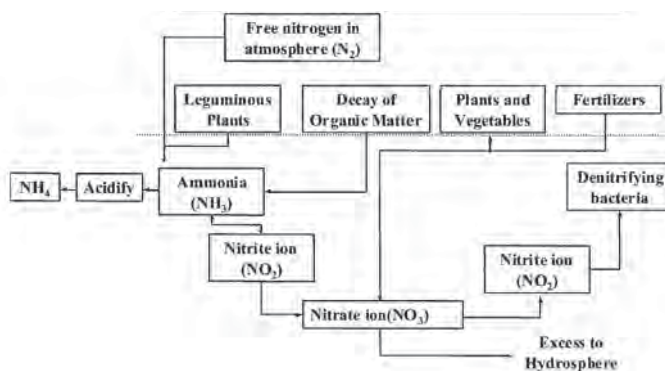 Free nitrogen in
atmosphere (N₂)
Leguminous
Plants
Decay of
Organic Matter
Plants and
Vegetables
Fertilizers
NH₄
Acidify
Ammonia
(NH₃)
Denitrifying
bacteria
Nitrite ion
(NO₂)
Nitrite ion
(NO₂)
Nitrate ion(NO₃)
Excess to
Hydrosphere